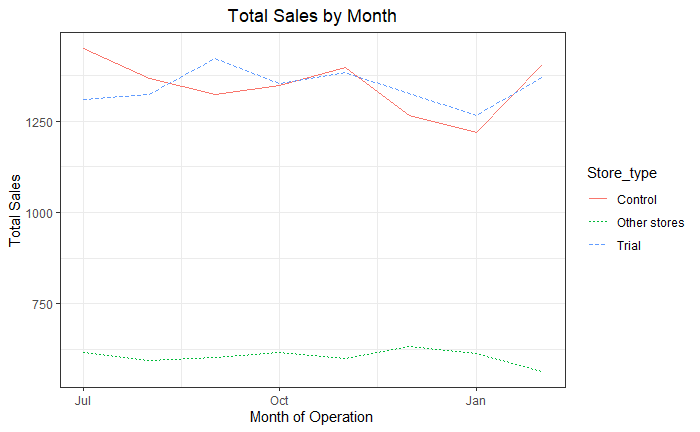 Total Sales by Month
Total Sales
1250
1000
750
Jul
Oct
Jan
Month of Operation
Store_type
Control
Other stores
Trial